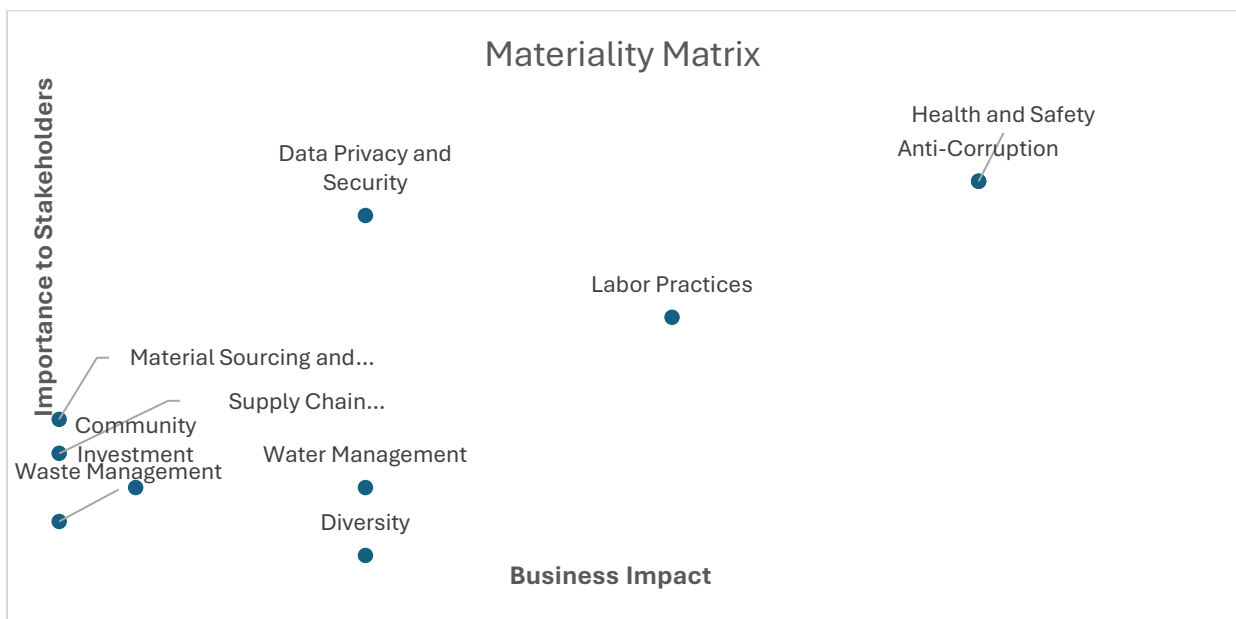 Materiality Matrix
Importance to Stakeholders
Health and Safety
Anti-Corruption
Data Privacy and
Security
Labor Practices
Material Sourcing and...
Supply Chain...
Community
Investment
Water Management
Waste Management
Diversity
Business Impact